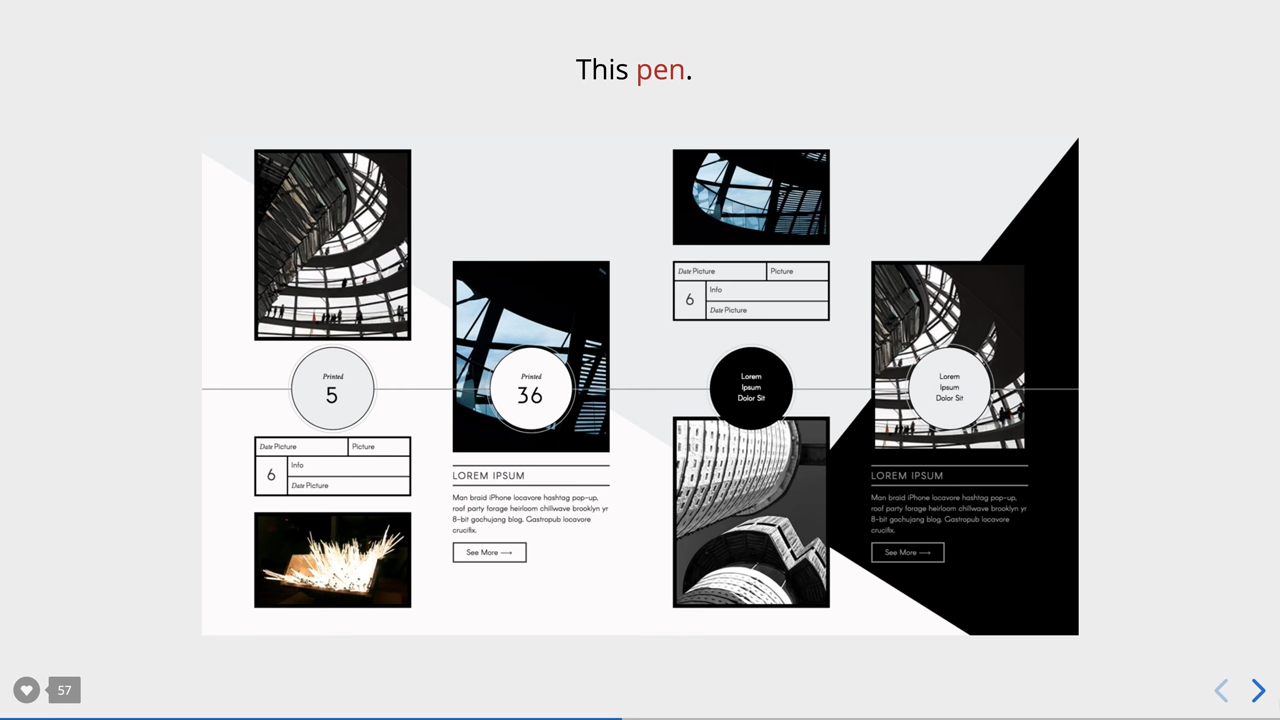 This pen.
Printed
5
Date Picture
Picture
6
Info
Date Picture
Printed
36
LOREM IPSUM
Man braid iPhone locavore hashtag pop-up,
roof party forage heirloom chillwave brooklyn yr
8-bit gochujang blog. Gastropub locavore
crucifix.
See More ⟶
Date Picture
Picture
6
Info
Date Picture
Lorem
Ipsum
Dolor Sit
Lorem
Ipsum
Dolor Sit
LOREM IPSUM
Man braid iPhone locavore hashtag pop-up,
roof party forage heirloom chillwave brooklyn yr
8-bit gochujang blog. Gastropub locavore
crucifix.
See More ⟶
57